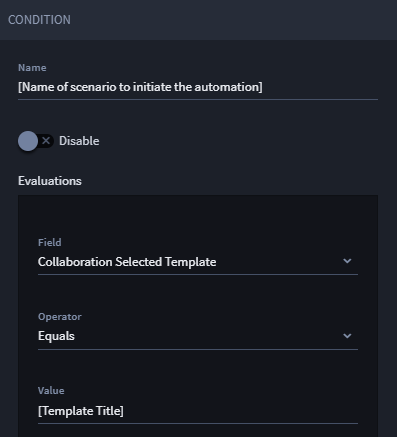 CONDITION
Name
[Name of scenario to initiate the automation]
Disable
Evaluations
Field
Collaboration Selected Template
Operator
Equals
Value
[Template Title]